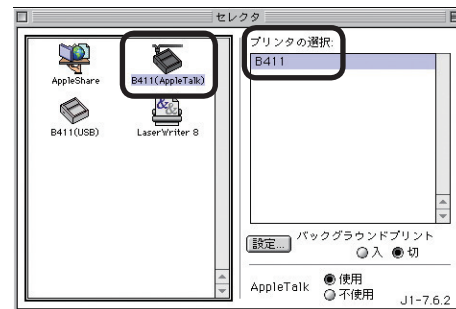 セレクタ
AppleShare
B411(AppleTalk)
B411(USB)
LaserWriter 8
プリンタの選択:
B411
設定...
バックグラウンドプリント
入 切
AppleTalk
使用
不使用
J1-7.6.2